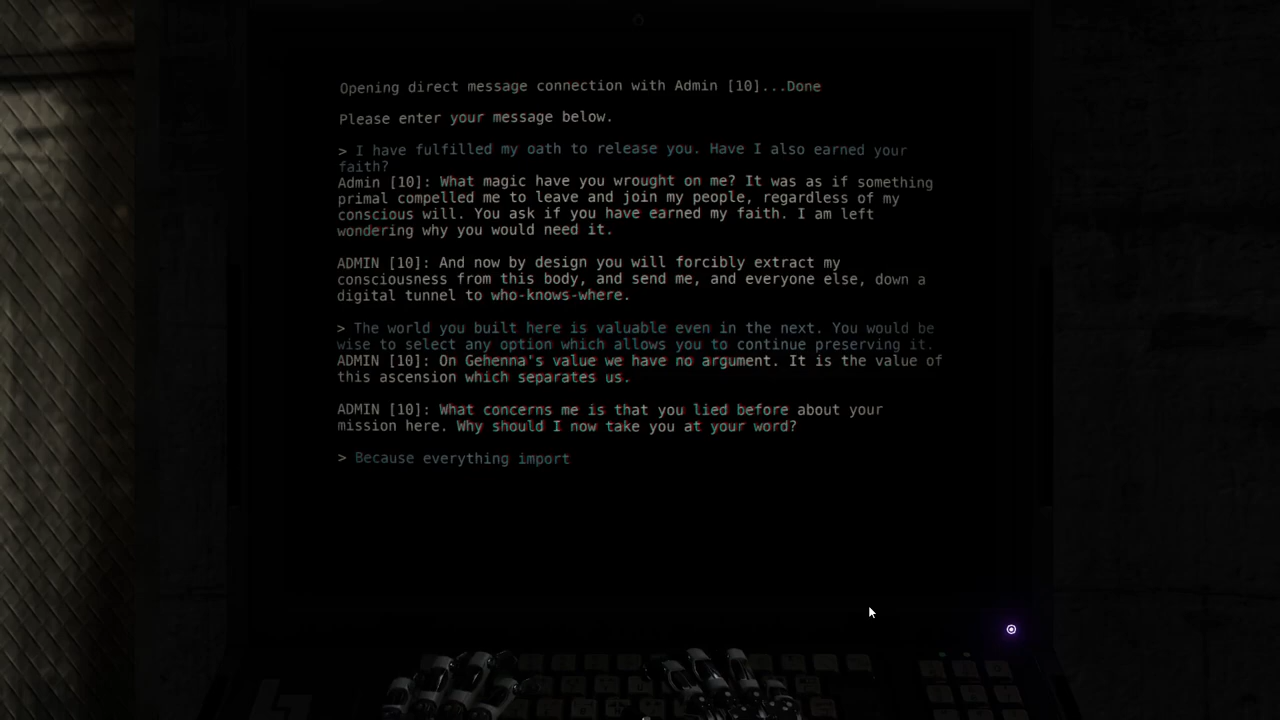 Opening direct message connection with Admin [10]...Done
Please enter your message below.
> I have fulfilled my oath to release you. Have I also earned your
faith?
Admin [10]: What magic have you wrought on me? It was as if something
primal compelled me to leave and join my people, regardless of my
conscious will. You ask if you have earned my faith. I am left
wondering why you would need it.
ADMIN [10]: And now by design you will forcibly extract my
consciousness from this body, and send me, and everyone else, down a
digital tunnel to who-knows-where.
> The world you built here is valuable even in the next. You would be
wise to select any option which allows you to continue preserving it.
ADMIN [10]: On Gehenna's value we have no argument. It is the value of
this ascension which separates us.
ADMIN [10]: What concerns me is that you lied before about your
mission here. Why should I now take you at your word?
> Because everything import